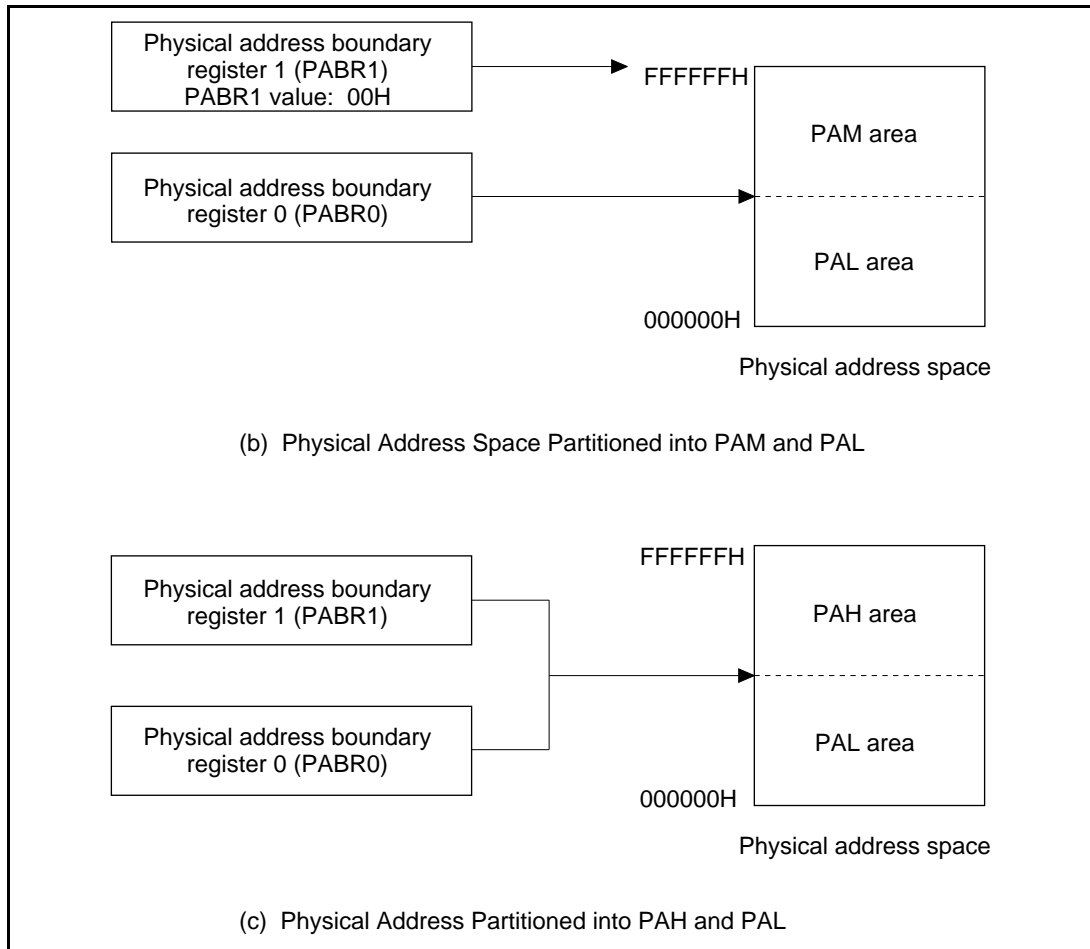 Physical address boundary
register 1 (PABR1)
PABR1 value: 00H
FFFFFFH
PAM area
Physical address boundary
register 0 (PABR0)
PAL area
000000H
Physical address space
(b) Physical Address Space Partitioned into PAM and PAL
FFFFFFH
Physical address boundary
register 1 (PABR1)
PAH area
Physical address boundary
register 0 (PABR0)
PAL area
000000H
Physical address space
(c) Physical Address Partitioned into PAH and PAL